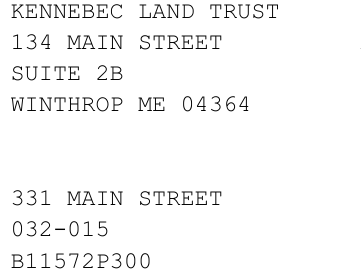 KENNEBEC LAND TRUST
134 MAIN STREET
SUITE 2B
WINTHROP ME 04364
331 MAIN STREET
032-015
B11572P300